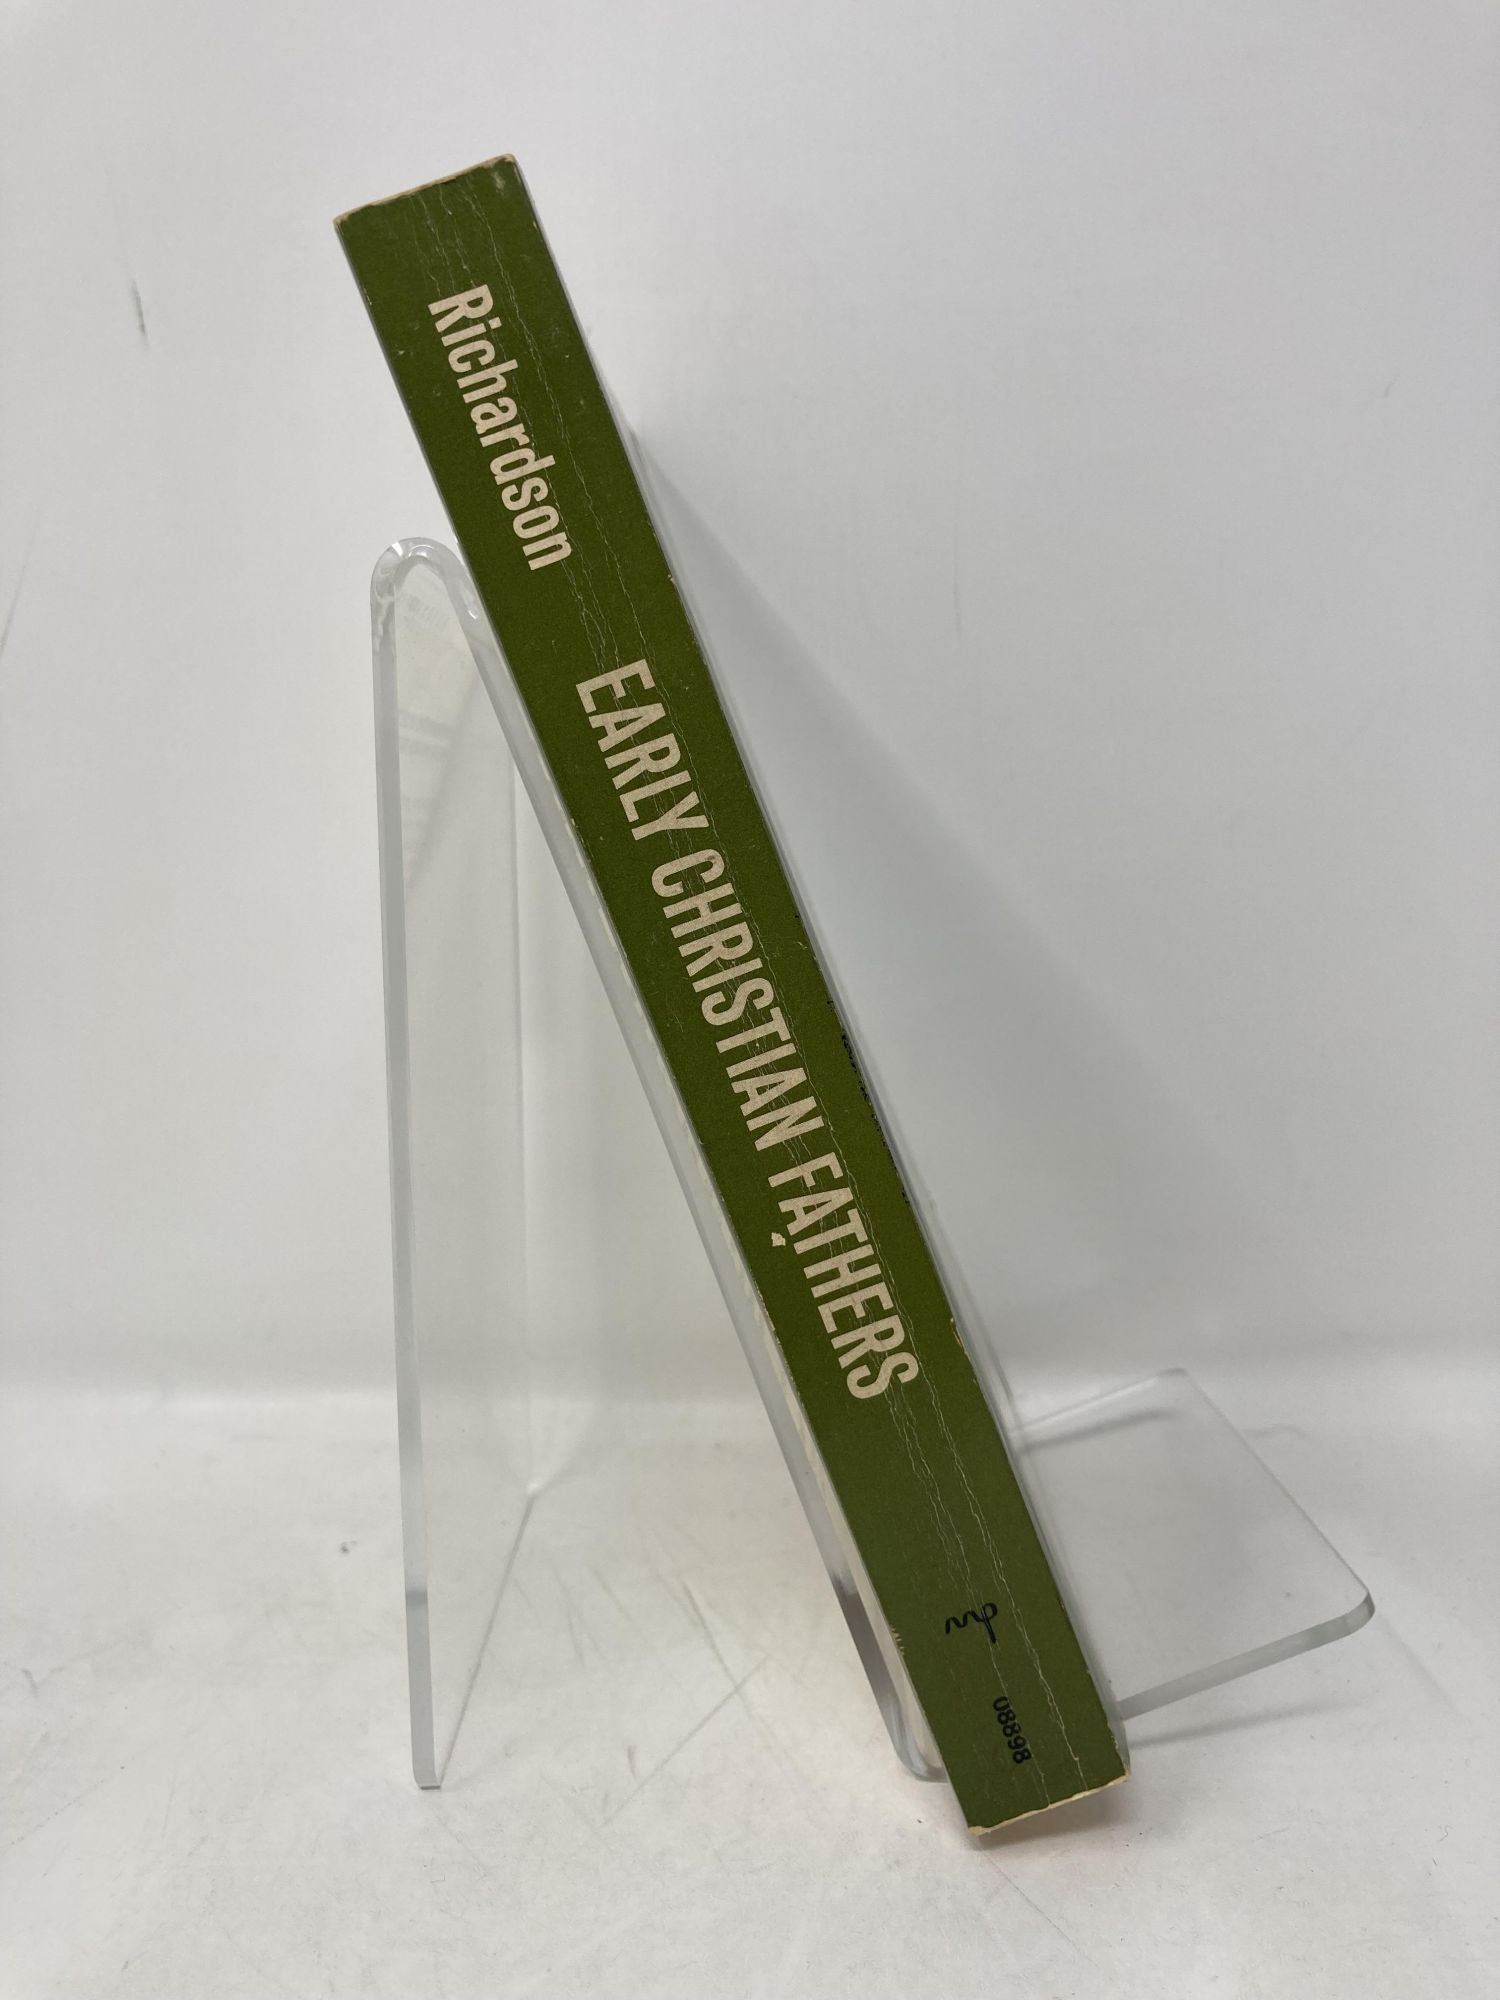 Richardson
EARLY CHRISTIAN FATHERS
08898